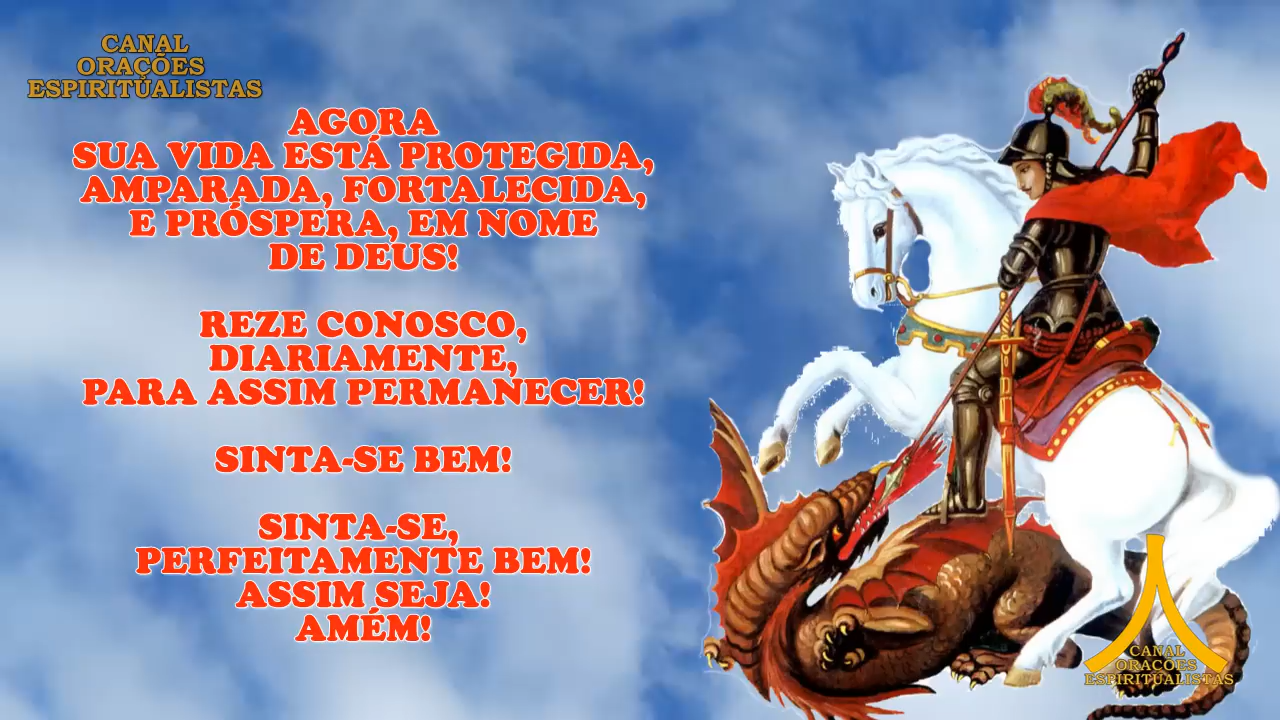 CANAL
ORAÇÕES
ESPIRITUALISTAS
AGORA
SUA VIDA ESTÁ PROTEGIDA,
AMPARADA, FORTALECIDA,
E PRÓSPERA, EM NOME
DE DEUS!
REZE CONOSCO,
DIARIAMENTE,
PARA ASSIM PERMANECER!
SINTA-SE BEM!
SINTA-SE,
PERFEITAMENTE BEM!
ASSIM SEJA!
AMÉM!
CANAL
ORAÇÕES
ESPIRITUALISTAS